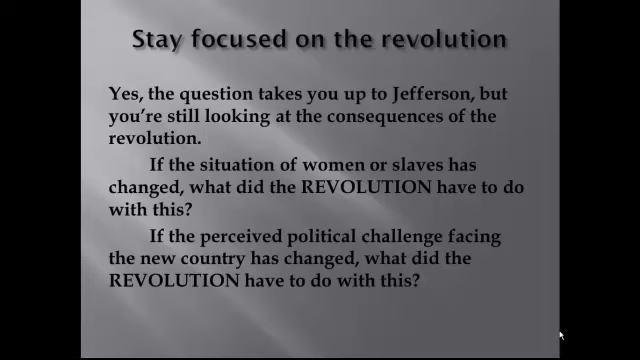 Stay focused on the revolution
Yes, the question takes you up to Jefferson, but
you're still looking at the consequences of the
revolution.
If the situation of women or slaves has
changed, what did the REVOLUTION have to do
with this?
If the perceived political challenge facing
the new country has changed, what did the
REVOLUTION have to do with this?